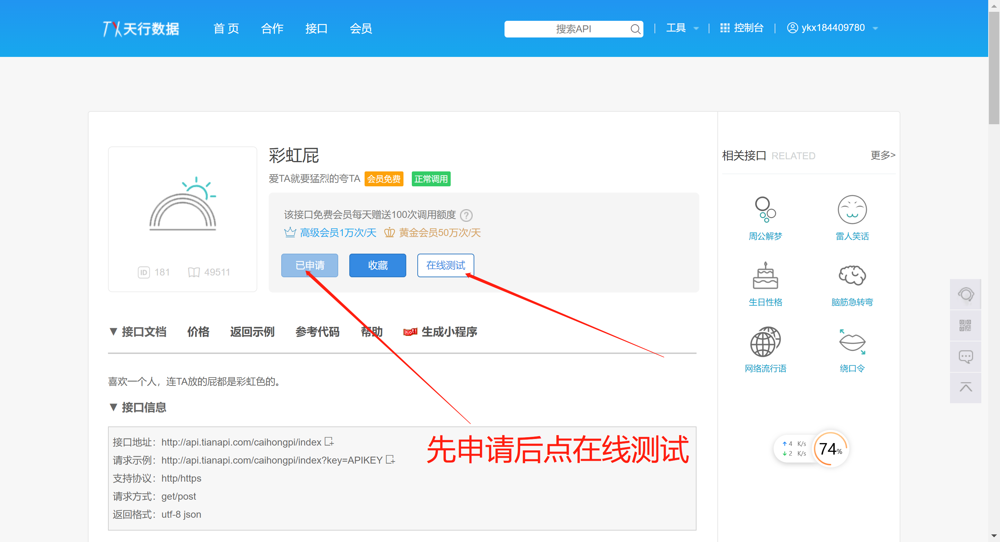 TX天行数据
首 页
合作
接口
会员
搜索API
工具
控制台
ykx184409780
彩虹屁
爱TA就要猛烈的夸TA 会员免费 正常调用
该接口免费会员每天赠送100次调用额度 ?
高级会员1万次/天 黄金会员50万次/天
已申请
收藏
在线测试
ID 181 49511
▼ 接口文档
价格
返回示例
参考代码
帮助
hot! 生成小程序
喜欢一个人，连TA放的屁都是彩虹色的。
▼ 接口信息
接口地址：http://api.tianapi.com/caihongpi/index
请求示例：http://api.tianapi.com/caihongpi/index?key=APIKEY
支持协议：http/https
请求方式：get/post
返回格式：utf-8 json
先申请后点在线测试
相关接口 RELATED
更多>
周公解梦
雷人笑话
生日性格
脑筋急转弯
网络流行语
绕口令
↑ 4 K/s
↓ 2 K/s
74%